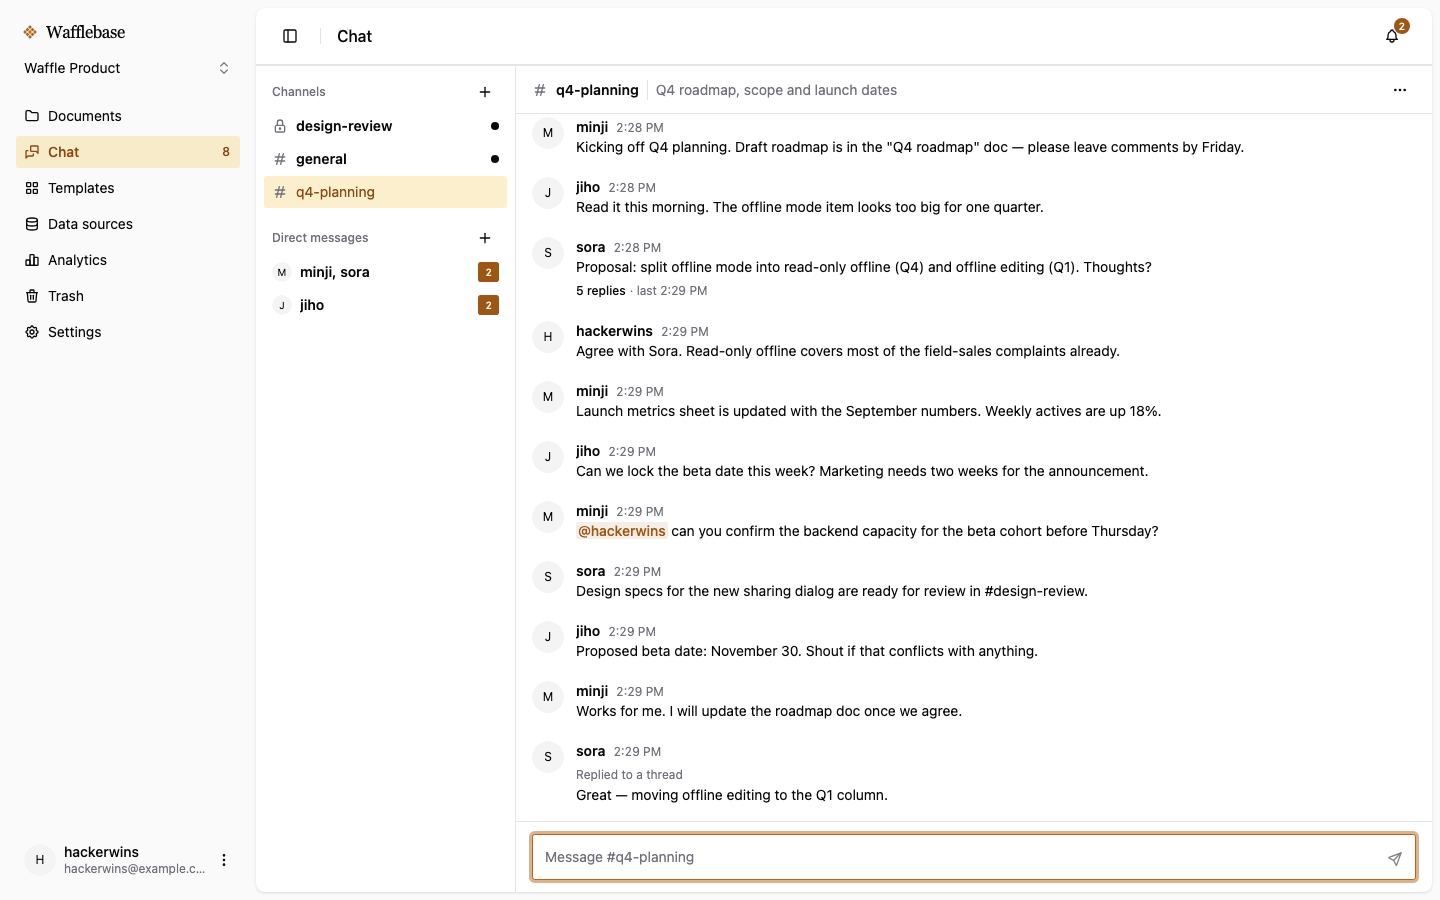 Wafflebase
Waffle Product
Documents
Chat 8
Templates
Data sources
Analytics
Trash
Settings
H
hackerwins
hackerwins@example.c...
Chat
2
Channels
design-review
# general
# q4-planning
Direct messages
M minji, sora 2
J jiho 2
# q4-planning Q4 roadmap, scope and launch dates
M
minji 2:28 PM
Kicking off Q4 planning. Draft roadmap is in the "Q4 roadmap" doc — please leave comments by Friday.
J
jiho 2:28 PM
Read it this morning. The offline mode item looks too big for one quarter.
S
sora 2:28 PM
Proposal: split offline mode into read-only offline (Q4) and offline editing (Q1). Thoughts?
5 replies · last 2:29 PM
H
hackerwins 2:29 PM
Agree with Sora. Read-only offline covers most of the field-sales complaints already.
M
minji 2:29 PM
Launch metrics sheet is updated with the September numbers. Weekly actives are up 18%.
J
jiho 2:29 PM
Can we lock the beta date this week? Marketing needs two weeks for the announcement.
M
minji 2:29 PM
@hackerwins can you confirm the backend capacity for the beta cohort before Thursday?
S
sora 2:29 PM
Design specs for the new sharing dialog are ready for review in #design-review.
J
jiho 2:29 PM
Proposed beta date: November 30. Shout if that conflicts with anything.
M
minji 2:29 PM
Works for me. I will update the roadmap doc once we agree.
S
sora 2:29 PM
Replied to a thread
Great — moving offline editing to the Q1 column.
Message #q4-planning